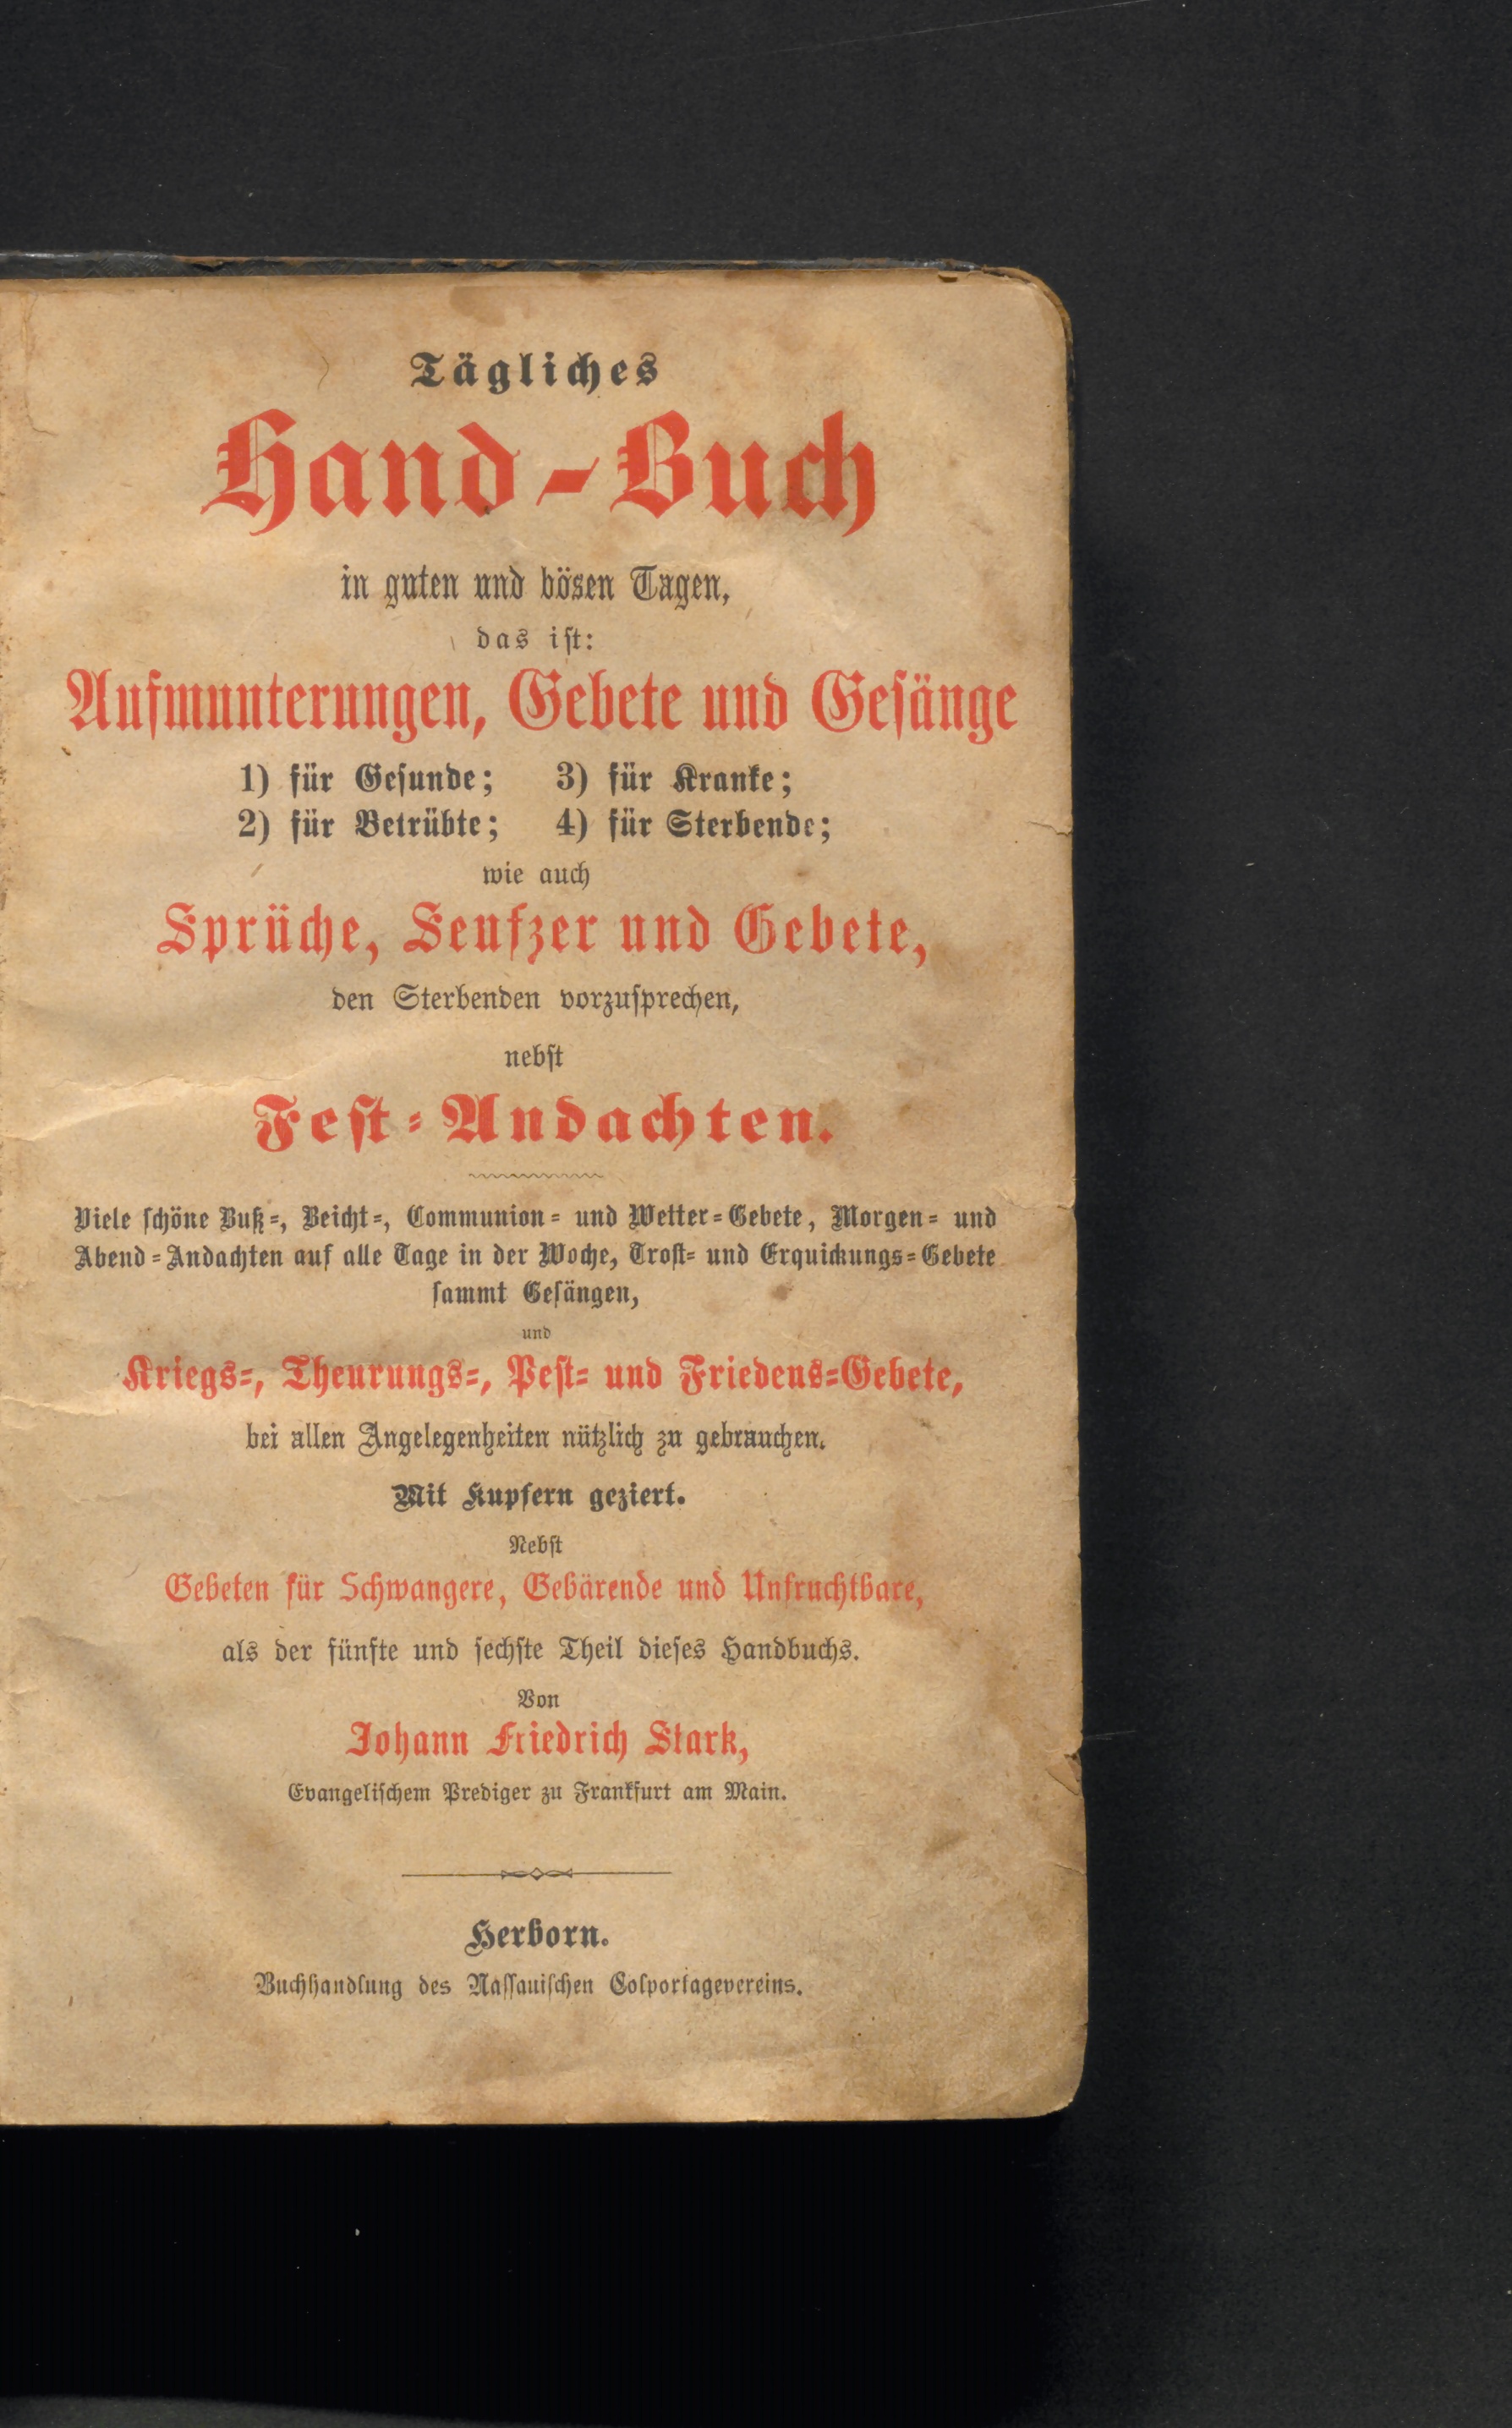 Tägliches
Hand-Buch
in guten und bösen Tagen,
das iſt:
Aufmunterungen, Gebete und Geſänge
1) für Geſunde; 3) für Kranke;
2) für Betrübte; 4) für Sterbende;
wie auch
Sprüche, Seufzer und Gebete,
den Sterbenden vorzuſprechen,
nebſt
Feſt-Andachten.
Viele ſchöne Buß-, Beicht-, Communion- und Wetter-Gebete, Morgen- und
Abend-Andachten auf alle Tage in der Woche, Troſt- und Erquickungs-Gebete
ſammt Geſängen,
und
Kriegs-, Theurungs-, Peſt- und Friedens-Gebete,
bei allen Angelegenheiten nützlich zu gebrauchen.
Mit Kupfern geziert.
Nebſt
Gebeten für Schwangere, Gebärende und Unfruchtbare,
als der fünfte und ſechſte Theil dieſes Handbuchs.
Von
Johann Friedrich Stark,
Evangeliſchem Prediger zu Frankfurt am Main.
Herborn.
Buchhandlung des Naſſauiſchen Colportagevereins.